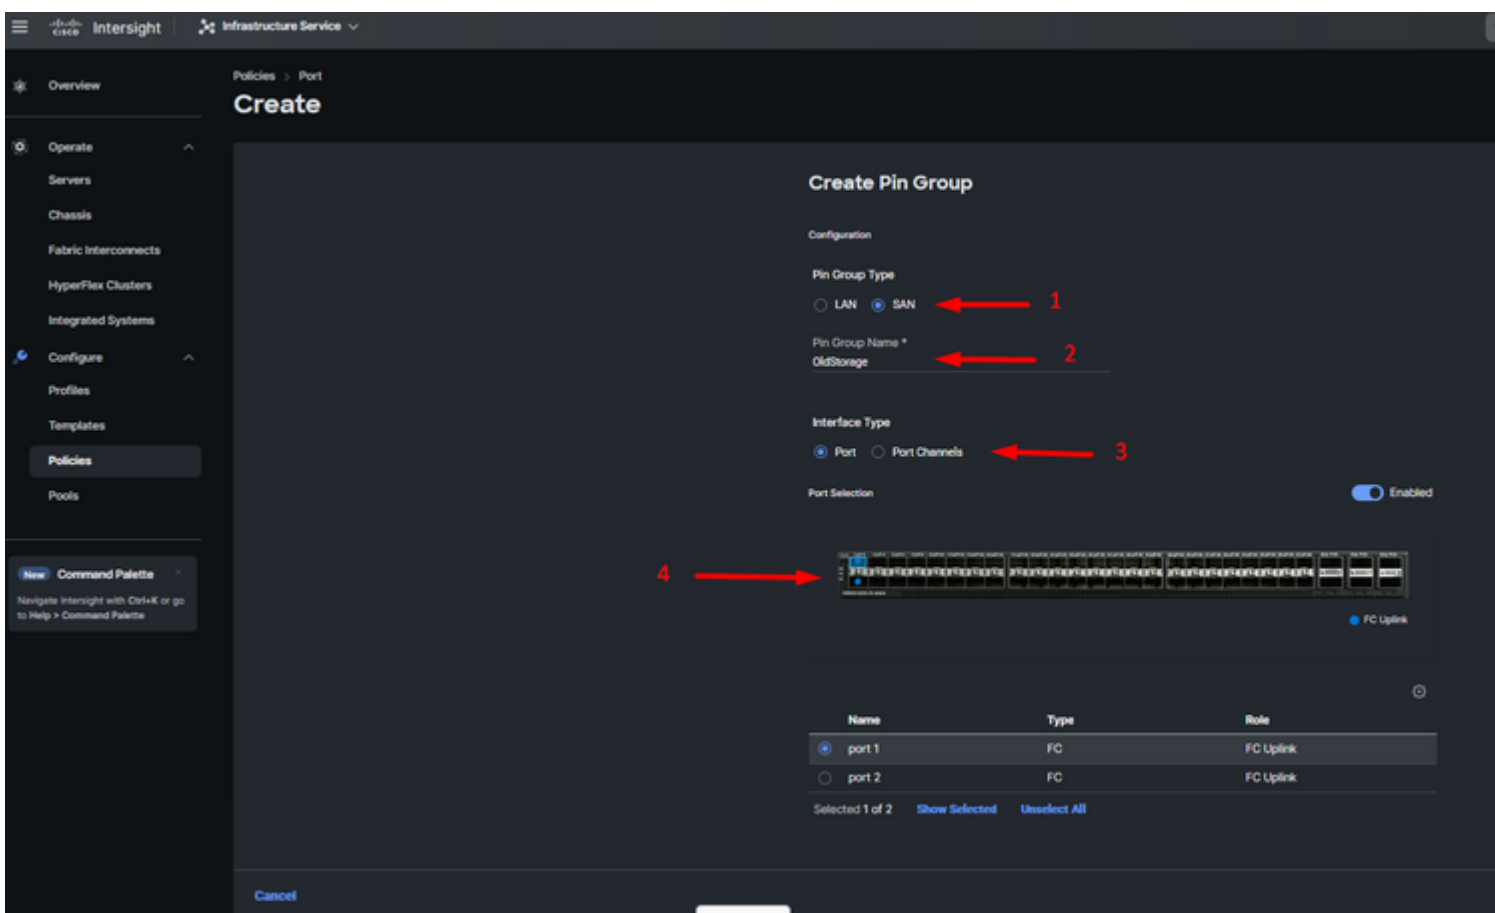 cisco Intersight Infrastructure Service
Overview
Operate
Servers
Chassis
Fabric Interconnects
HyperFlex Clusters
Integrated Systems
Configure
Profiles
Templates
Policies
Pools
New Command Palette
Navigate Intersight with Ctrl+K or go
to Help > Command Palette
Policies > Port
Create
Create Pin Group
Configuration
Pin Group Type
LAN SAN 1
Pin Group Name *
OldStorage 2
Interface Type
Port Port Channels 3
Port Selection Enabled
4
FC Uplink
Name Type Role
port 1 FC FC Uplink
port 2 FC FC Uplink
Selected 1 of 2 Show Selected Unselect All
Cancel